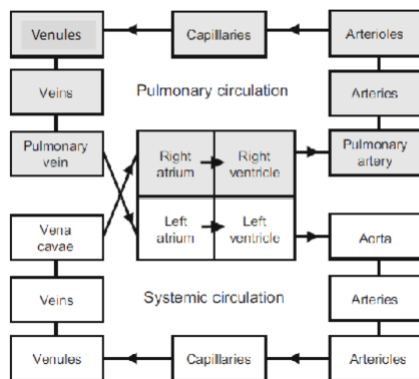 Venules
Capillaries
Arterioles
Veins
Pulmonary circulation
Arteries
Pulmonary
vein
Right
atrium
Right
ventricle
Pulmonary
artery
Vena
cavae
Left
atrium
Left
ventricle
Aorta
Veins
Systemic circulation
Arteries
Venules
Capillaries
Arterioles